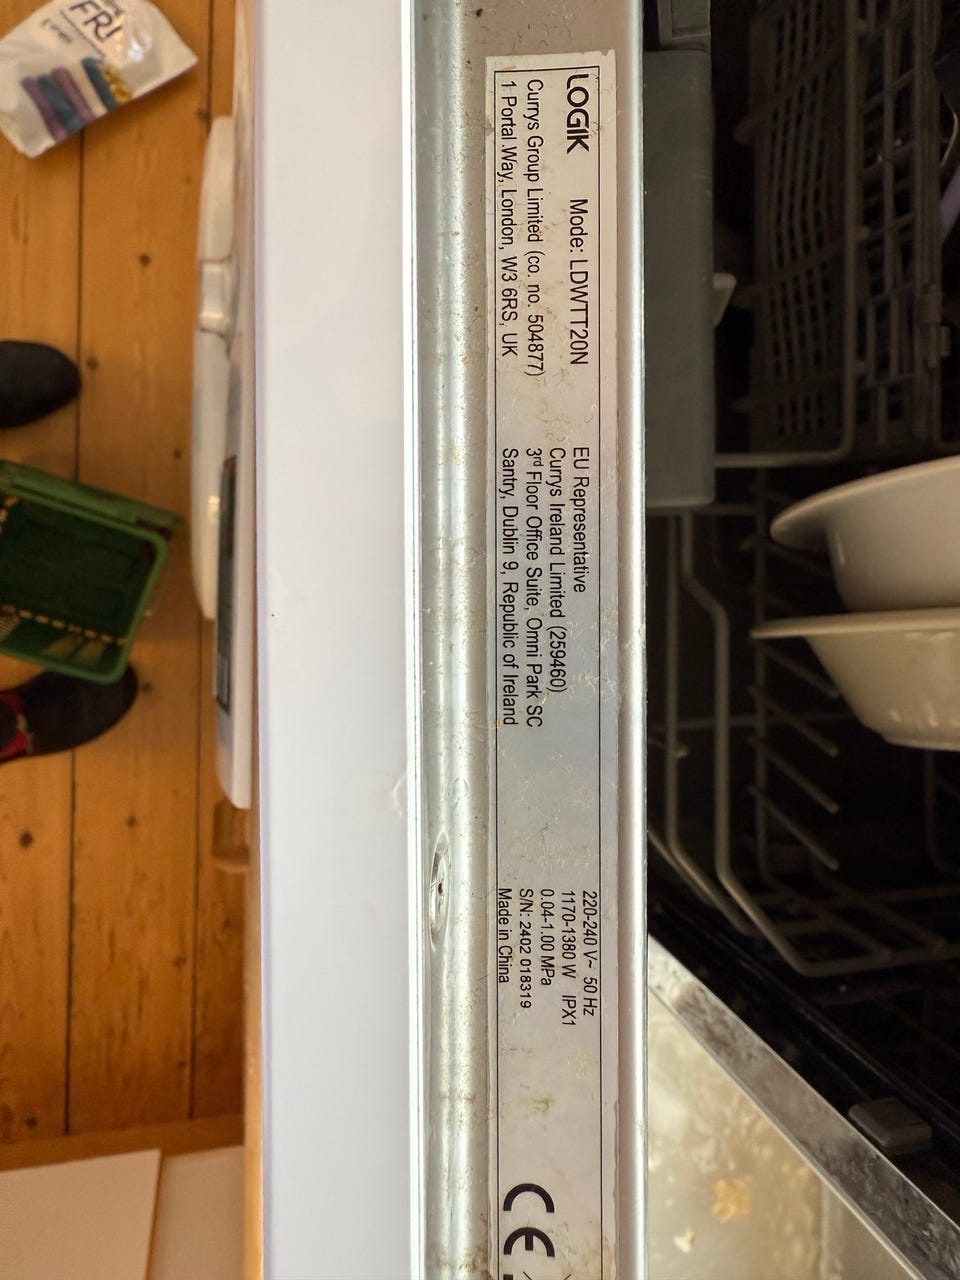 LOGIK Mode: LDWTT20N
Currys Group Limited (co. no. 504877)
1 Portal Way, London, W3 6RS, UK
EU Representative
Currys Ireland Limited (259460)
3rd Floor Office Suite, Omni Park SC
Santry, Dublin 9, Republic of Ireland
220-240 V~ 50 Hz
1170-1380 W IPX1
0.04-1.00 MPa
S/N: 2402 018319
Made in China
CE
FRI